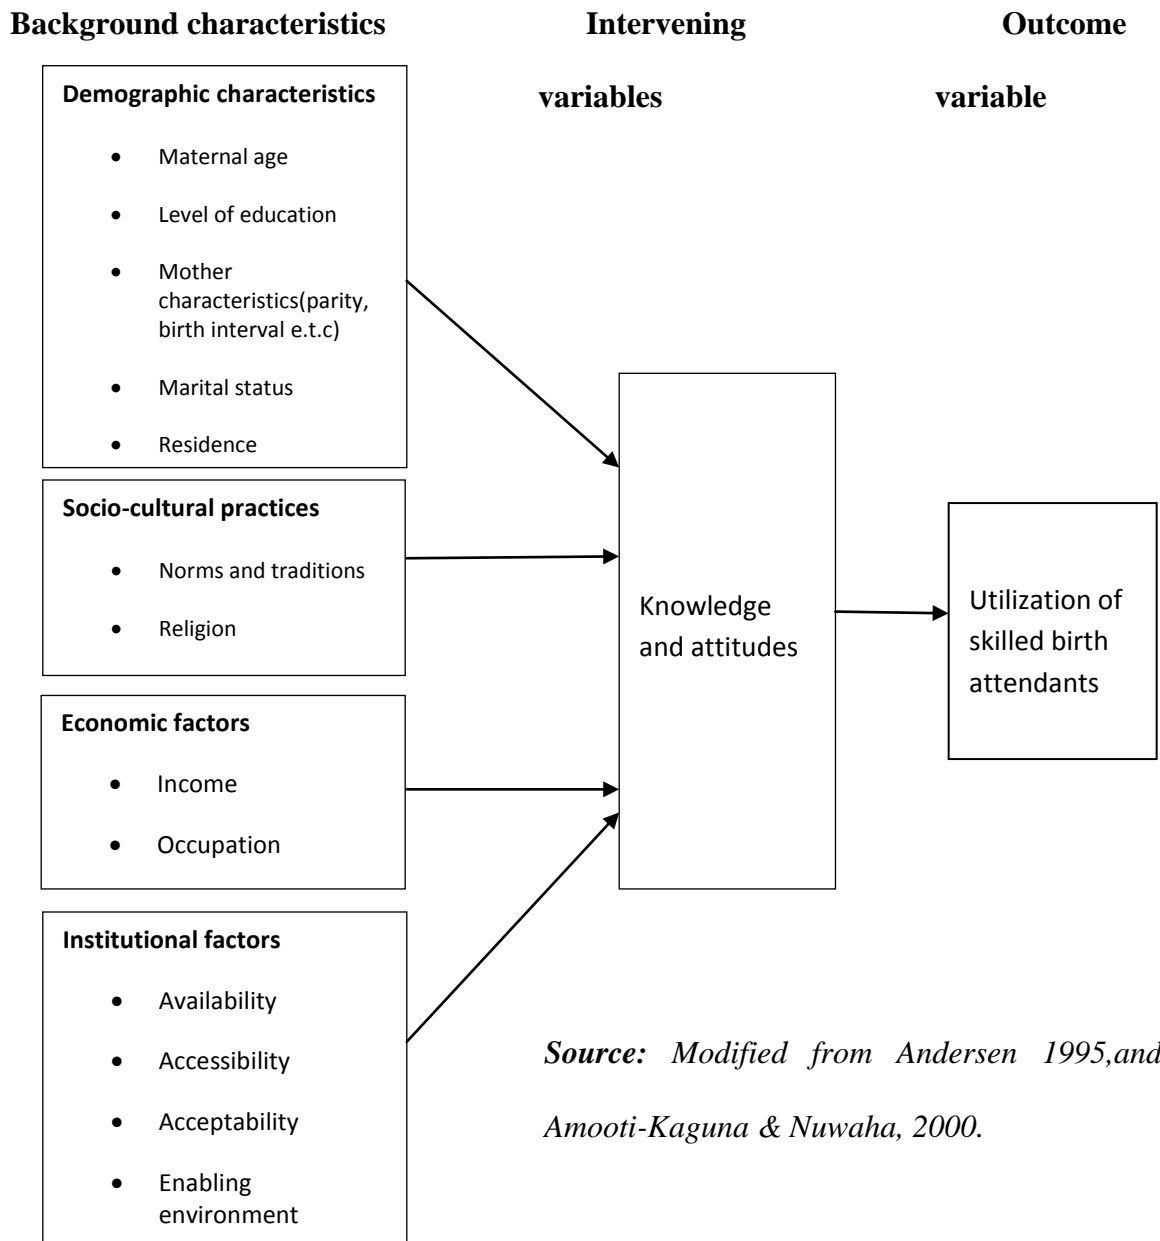 Background characteristics Intervening Outcome
variables variable
Demographic characteristics
• Maternal age
• Level of education
• Mother
characteristics(parity,
birth interval e.t.c)
• Marital status
• Residence
Socio-cultural practices
• Norms and traditions
• Religion
Economic factors
• Income
• Occupation
Institutional factors
• Availability
• Accessibility
• Acceptability
• Enabling
environment
Knowledge
and attitudes
Utilization of
skilled birth
attendants
Source: Modified from Andersen 1995,and
Amooti-Kaguna & Nuwaha, 2000.